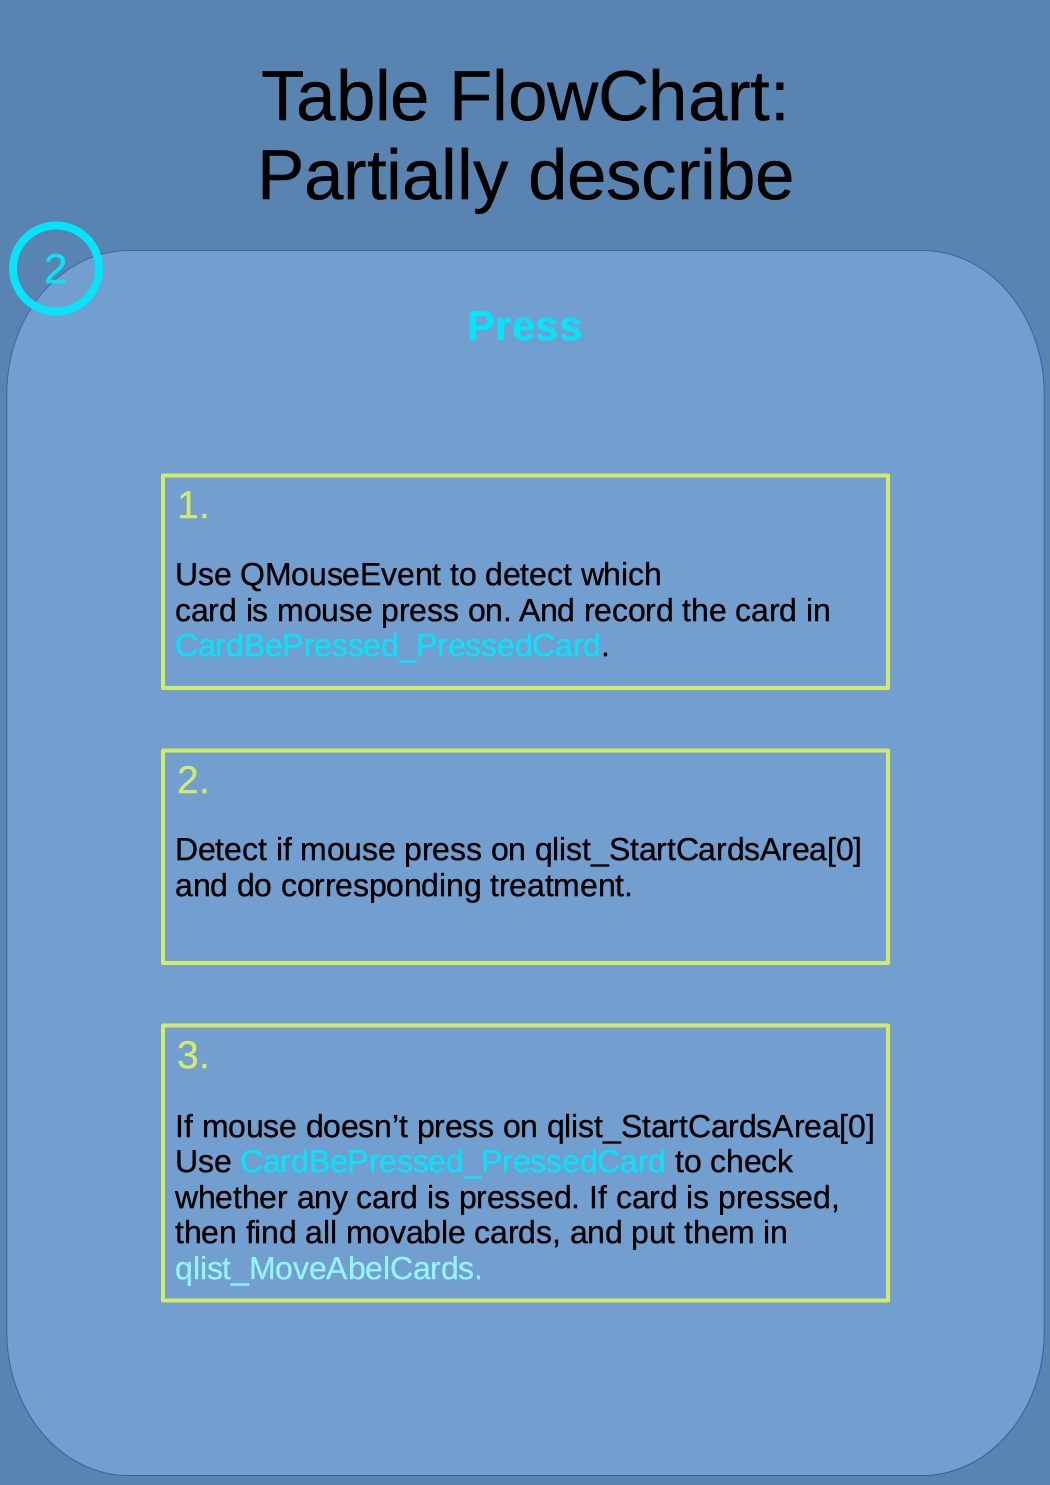 Table FlowChart:
Partially describe
2
Press
1.
Use QMouseEvent to detect which
card is mouse press on. And record the card in
CardBePressed_PressedCard.
2.
Detect if mouse press on qlist_StartCardsArea[0]
and do corresponding treatment.
3.
If mouse doesn’t press on qlist_StartCardsArea[0]
Use CardBePressed_PressedCard to check
whether any card is pressed. If card is pressed,
then find all movable cards, and put them in
qlist_MoveAbelCards.